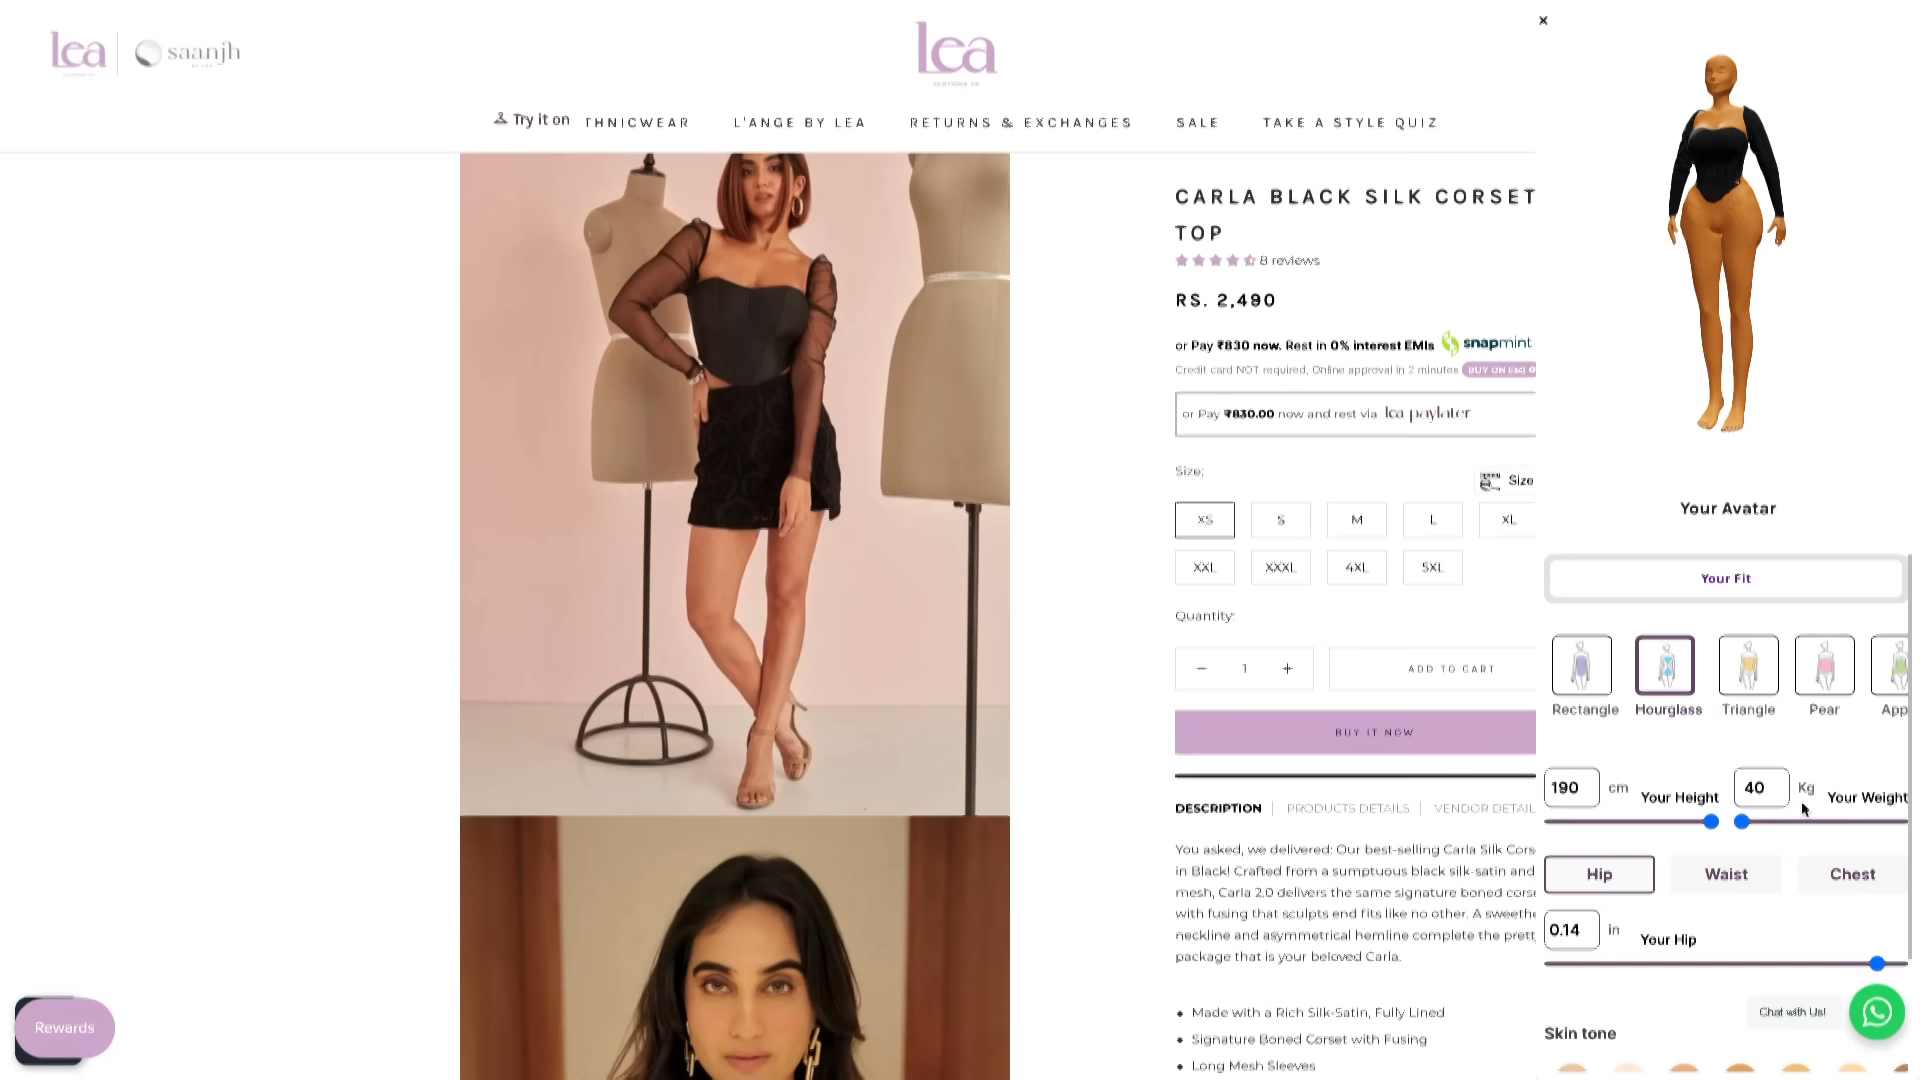 lea
saanjh
lea
Try it on
THNICWEAR
L'ANGE BY LEA
RETURNS & EXCHANGES
SALE
TAKE A STYLE QUIZ
CARLA BLACK SILK CORSET
TOP
8 reviews
RS. 2,490
or Pay ₹830 now. Rest in 0% interest EMIs snapmint
Credit card NOT required, Online approval in 2 minutes BUY ON EMI
or Pay ₹830.00 now and rest via lea paylater
Size:
Size
XS S M L XL
XXL XXXL 4XL 5XL
Quantity:
− 1 +
ADD TO CART
BUY IT NOW
DESCRIPTION
PRODUCTS DETAILS
VENDOR DETAIL
You asked, we delivered: Our best-selling Carla Silk Cors
in Black! Crafted from a sumptuous black silk-satin and
mesh, Carla 2.0 delivers the same signature boned corse
with fusing that sculpts end fits like no other. A sweethe
neckline and asymmetrical hemline complete the prett
package that is your beloved Carla.
• Made with a Rich Silk-Satin, Fully Lined
• Signature Boned Corset with Fusing
• Long Mesh Sleeves
Rewards
×
Your Avatar
Your Fit
Rectangle Hourglass Triangle Pear App
190 cm Your Height
40 Kg Your Weight
Hip Waist Chest
0.14 in Your Hip
Chat with Us!
Skin tone